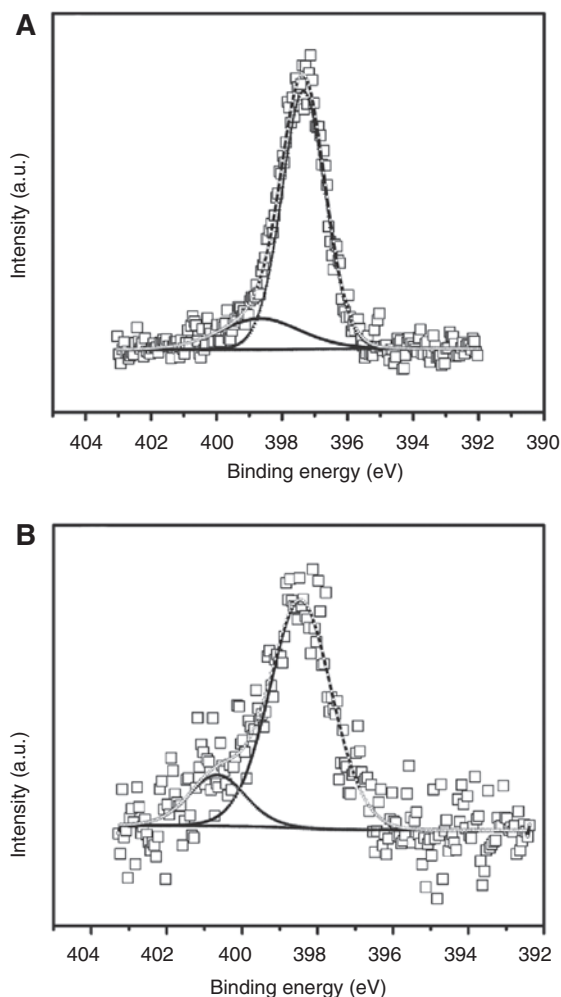 A
Intensity (a.u.)
404 402 400 398 396 394 392 390
Binding energy (eV)
B
Intensity (a.u.)
404 402 400 398 396 394 392
Binding energy (eV)